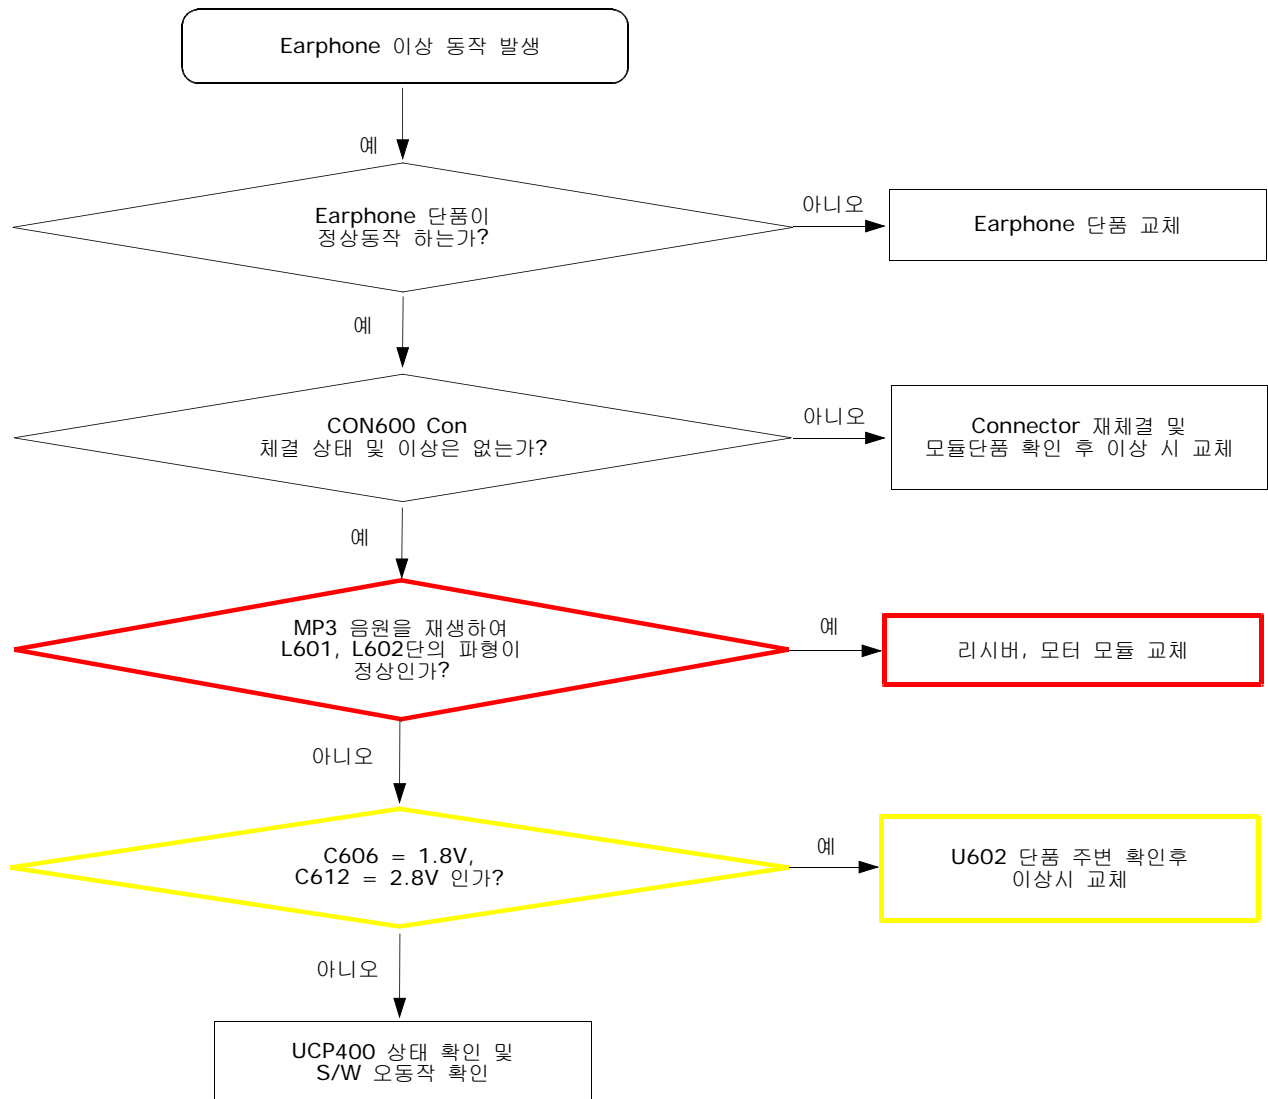 Earphone 이상 동작 발생
예
Earphone 단품이
정상동작 하는가?
아니오
Earphone 단품 교체
예
CON600 Con
체결 상태 및 이상은 없는가?
아니오
Connector 재체결 및
모듈단품 확인 후 이상 시 교체
예
MP3 음원을 재생하여
L601, L602단의 파형이
정상인가?
예
리시버, 모터 모듈 교체
아니오
C606 = 1.8V,
C612 = 2.8V 인가?
예
U602 단품 주변 확인후
이상시 교체
아니오
UCP400 상태 확인 및
S/W 오동작 확인